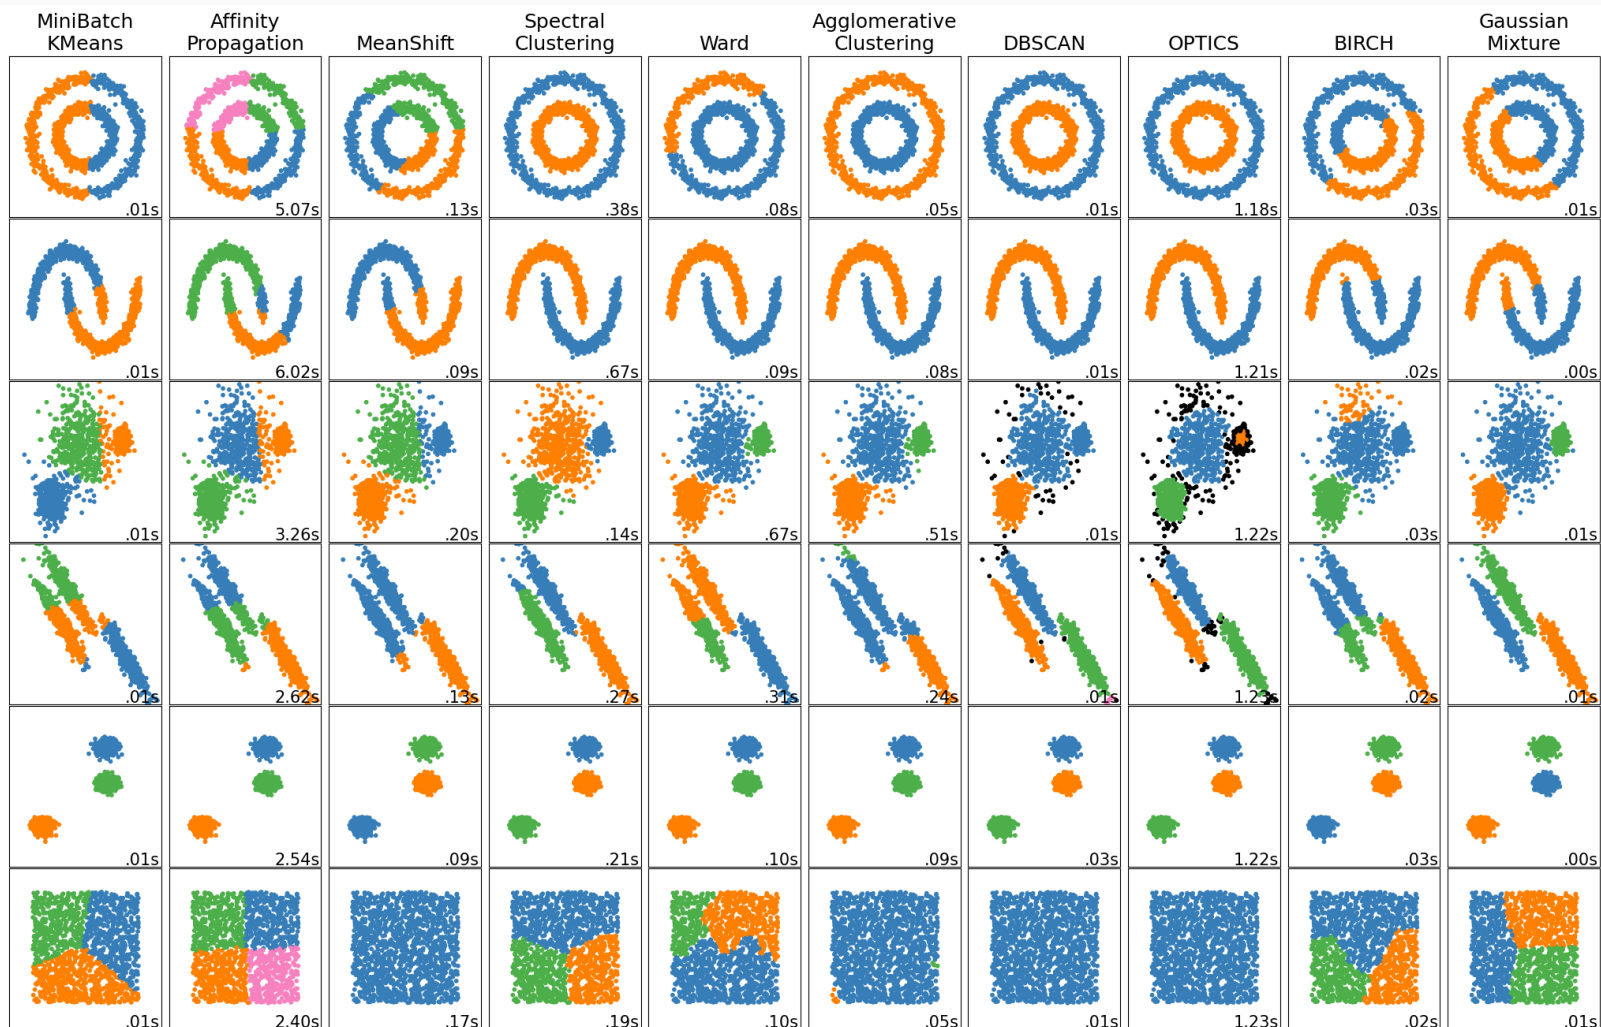 MiniBatch
KMeans
Affinity
Propagation
MeanShift
Spectral
Clustering
Ward
Agglomerative
Clustering
DBSCAN
OPTICS
BIRCH
Gaussian
Mixture
.01s
5.07s
.13s
.38s
.08s
.05s
.01s
1.18s
.03s
.01s
.01s
6.02s
.09s
.67s
.09s
.08s
.01s
1.21s
.02s
.00s
.01s
3.26s
.20s
.14s
.67s
.51s
.01s
1.22s
.03s
.01s
.01s
2.62s
.13s
.27s
.31s
.24s
.01s
1.23s
.02s
.01s
.01s
2.54s
.09s
.21s
.10s
.09s
.03s
1.22s
.03s
.00s
.01s
2.40s
.17s
.19s
.10s
.05s
.01s
1.23s
.02s
.01s